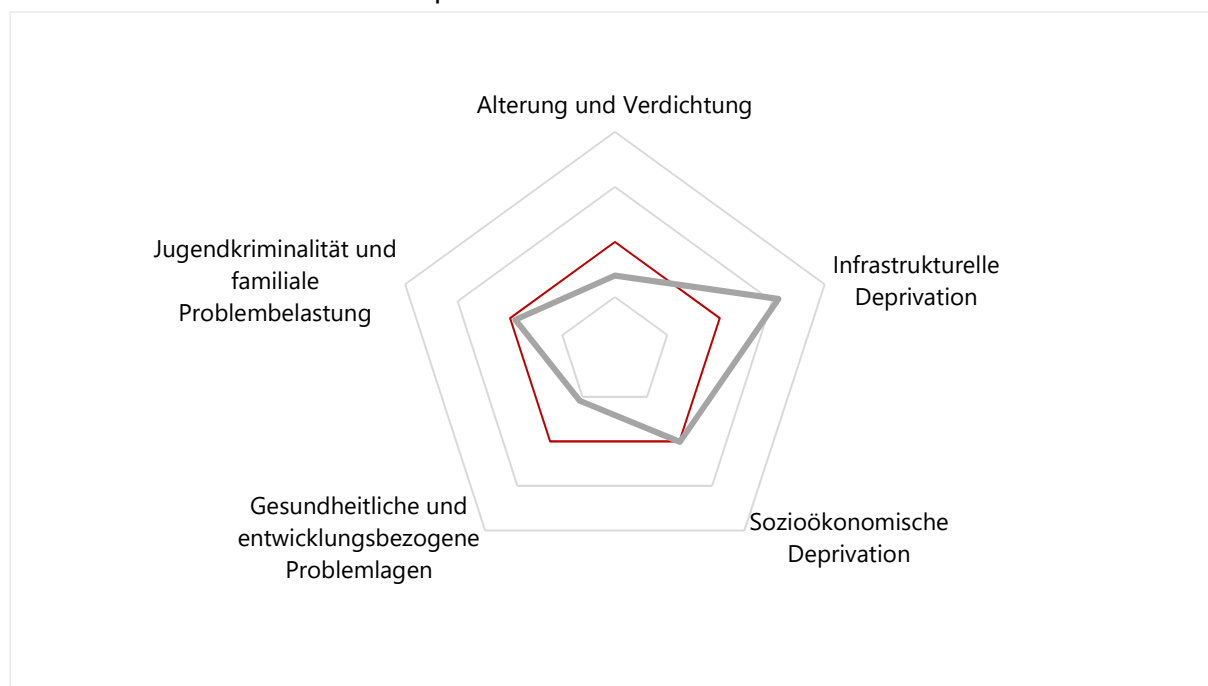 Alterung und Verdichtung
Infrastrukturelle
Deprivation
Sozioökonomische
Deprivation
Gesundheitliche und
entwicklungsbezogene
Problemlagen
Jugendkriminalität und
familiale
Problembelastung